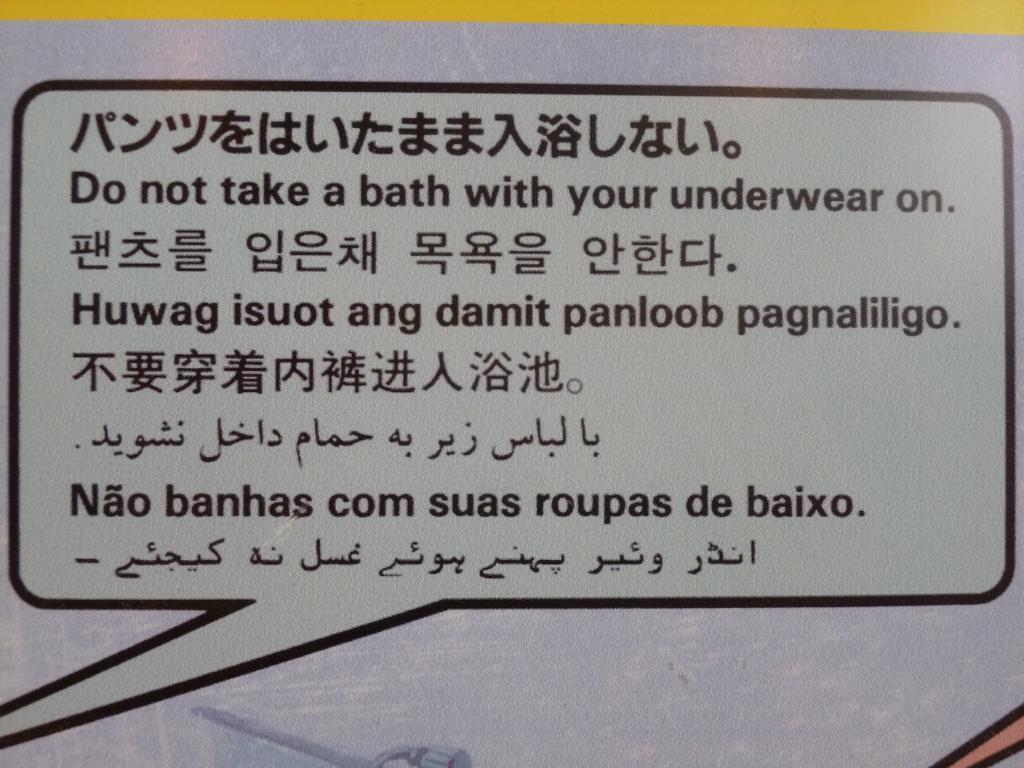 パンツをはいたまま入浴しない。
Do not take a bath with your underwear on.
팬츠를 입은채 목욕을 안한다.
Huwag isuot ang damit panloob pagnaliligo.
不要穿着内裤进入浴池。
با لباس زیر به حمام داخل نشوید.
Não banhas com suas roupas de baixo.
انڈر وئیر پہنے ہوئے غسل نہ کیجئے –